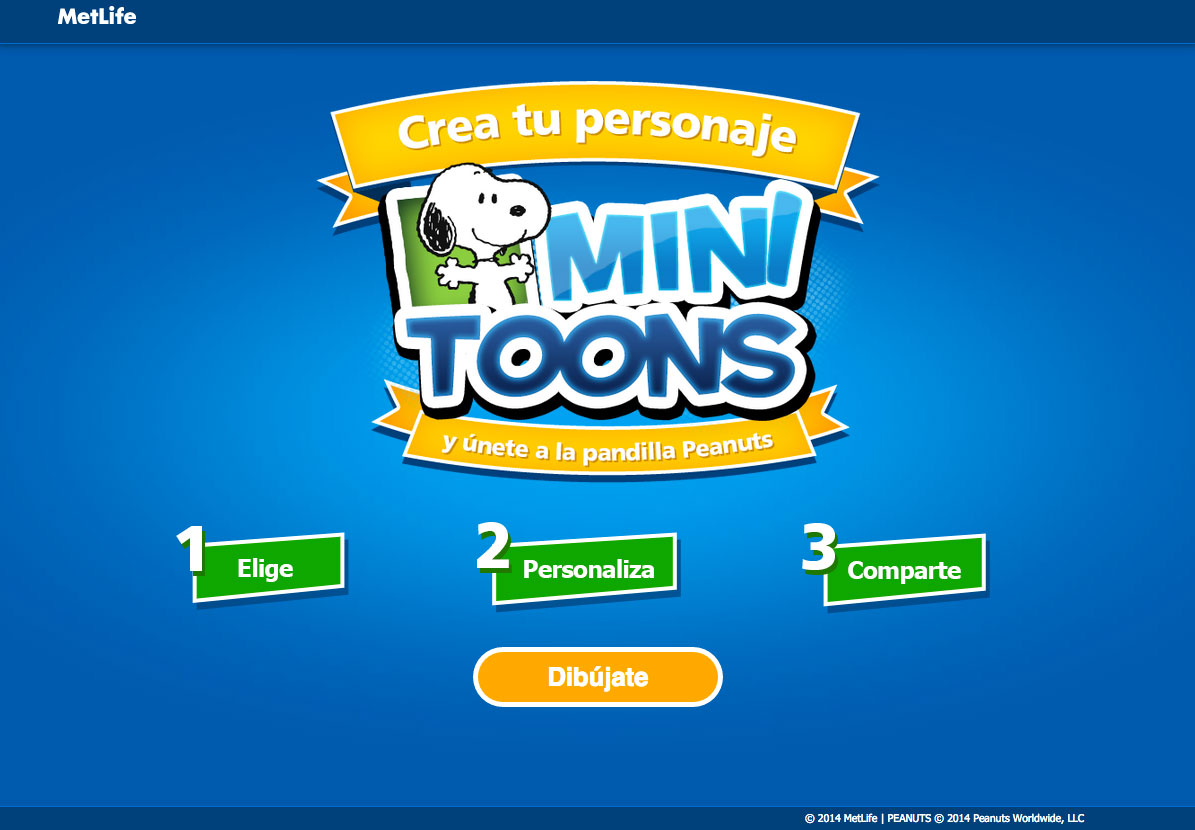 MetLife
Crea tu personaje
MINI
TOONS
y únete a la pandilla Peanuts
1 Elige
2 Personaliza
3 Comparte
Dibújate
© 2014 MetLife | PEANUTS © 2014 Peanuts Worldwide, LLC